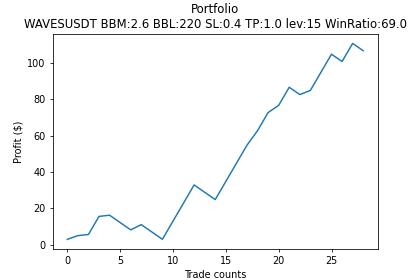 Portfolio
WAVESUSDT BBM:2.6 BBL:220 SL:0.4 TP:1.0 lev:15 WinRatio:69.0
100
80
60
40
20
0
Profit ($)
0 5 10 15 20 25
Trade counts